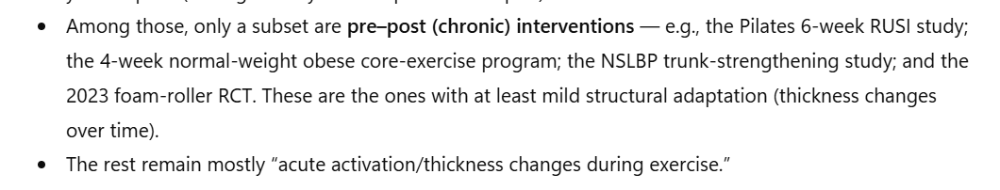 • Among those, only a subset are pre–post (chronic) interventions — e.g., the Pilates 6-week RUSI study;
the 4-week normal-weight obese core-exercise program; the NSLBP trunk-strengthening study; and the
2023 foam-roller RCT. These are the ones with at least mild structural adaptation (thickness changes
over time).
• The rest remain mostly “acute activation/thickness changes during exercise.”